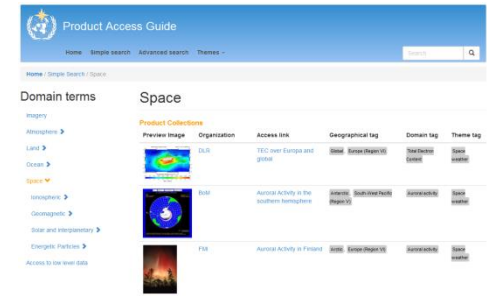 Product Access Guide
Home Simple search Advanced search Themes
Search
Home / Simple Search / Space
Domain terms
Imagery
Atmosphere
Land
Ocean
Space
Ionospheric
Geomagnetic
Solar and Interplanetary
Energetic Particles
Access to low level data
Space
Product Collections
Preview Image Organization Access link Geographical tag Domain tag Theme tag
DLR TEC over Europa and global Global, Europe (Region VI) Total Electron Content Space weather
BoM Auroral Activity in the southern hemisphere Antarctic South-West Pacific (Region V) Auroral activity Space weather
FMI Auroral Activity in Finland Arctic Europe (Region VI) Auroral activity Space weather